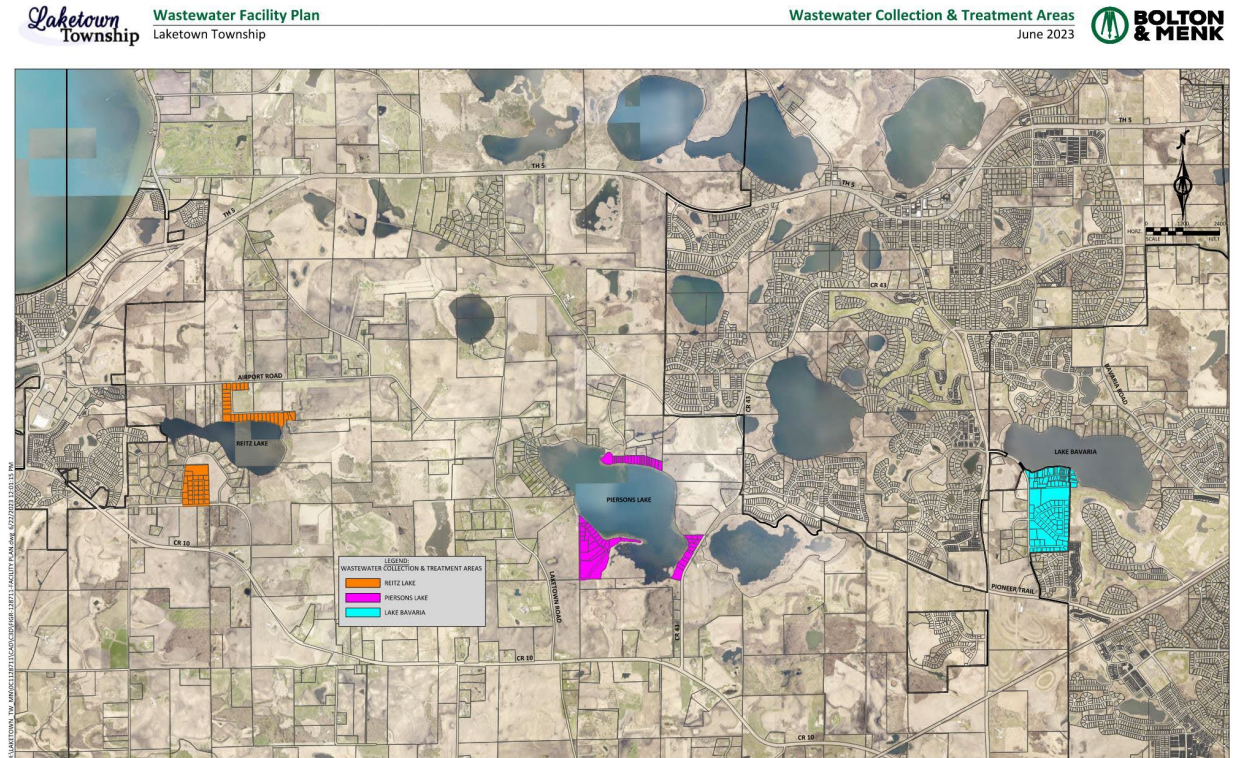 Laketown
Township
Wastewater Facility Plan
Laketown Township
Wastewater Collection & Treatment Areas
June 2023
BOLTON
& MENK
TH 5
TH 5
TH 5
TH 5
N
HORZ.
SCALE
FEET
CR 43
AIRPORT ROAD
BAVARIA ROAD
CR 43
REITZ LAKE
LAKE BAVARIA
PIERSONS LAKE
CR 10
LEGEND:
WASTEWATER COLLECTION & TREATMENT AREAS
REITZ LAKE
PIERSONS LAKE
LAKE BAVARIA
LAKETOWN ROAD
PIONEER TRAIL
CR 43
CR 10
CR 10